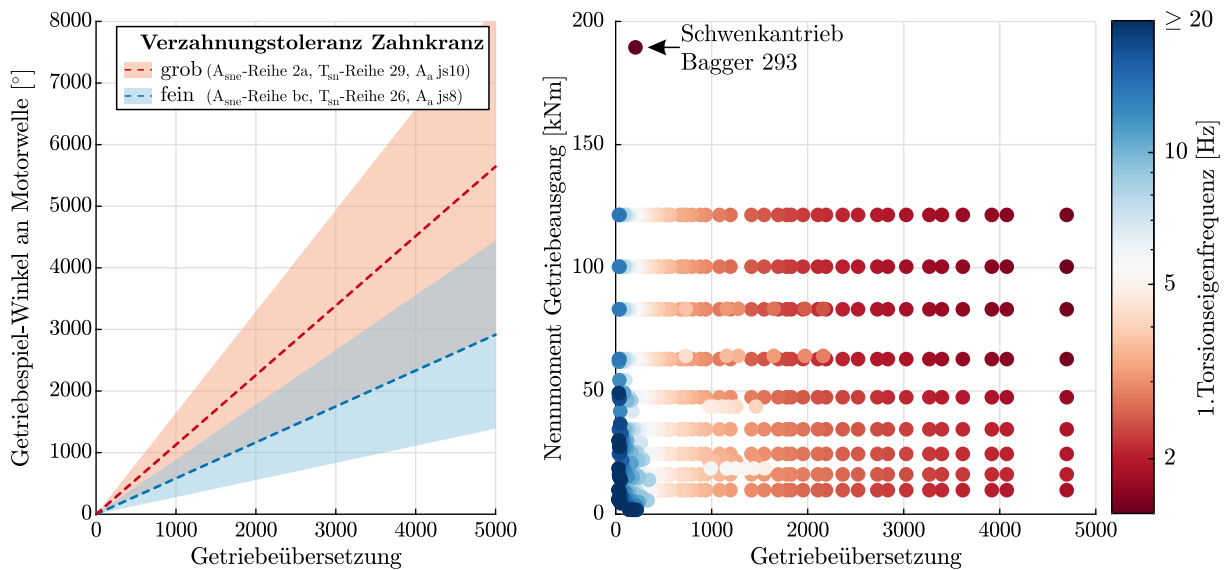 Verzahnungstoleranz Zahnkranz
grob (Asne-Reihe 2a, Tsn-Reihe 29, Aa js10)
fein (Asne-Reihe bc, Tsn-Reihe 26, Aa js8)
Getriebespiel-Winkel an Motorwelle [°]
8000
7000
6000
5000
4000
3000
2000
1000
0
0 1000 2000 3000 4000 5000
Getriebeübersetzung
Schwenkantrieb
Bagger 293
Nennmoment Getriebeausgang [kNm]
200
150
100
50
0
0 1000 2000 3000 4000 5000
Getriebeübersetzung
≥ 20
10
5
2
1.Torsionseigenfrequenz [Hz]